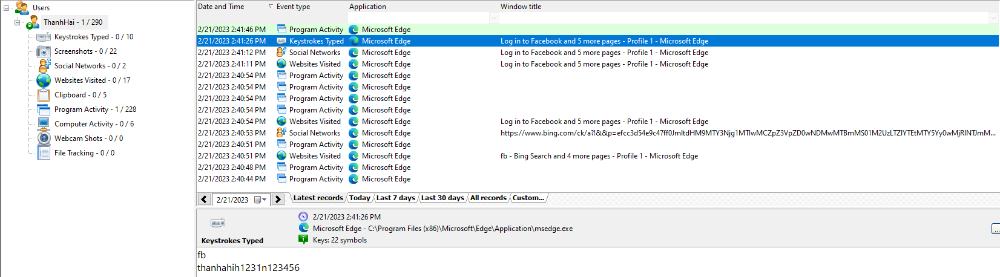 Users
ThanhHai - 1 / 290
Keystrokes Typed - 0 / 10
Screenshots - 0 / 22
Social Networks - 0 / 2
Websites Visited - 0 / 17
Clipboard - 0 / 5
Program Activity - 1 / 228
Computer Activity - 0 / 6
Webcam Shots - 0 / 0
File Tracking - 0 / 0
Date and Time Event type Application Window title
2/21/2023 2:41:46 PM Program Activity Microsoft Edge
2/21/2023 2:41:26 PM Keystrokes Typed Microsoft Edge Log in to Facebook and 5 more pages - Profile 1 - Microsoft Edge
2/21/2023 2:41:12 PM Social Networks Microsoft Edge Log in to Facebook and 5 more pages - Profile 1 - Microsoft Edge
2/21/2023 2:41:11 PM Websites Visited Microsoft Edge Log in to Facebook and 5 more pages - Profile 1 - Microsoft Edge
2/21/2023 2:40:54 PM Program Activity Microsoft Edge
2/21/2023 2:40:54 PM Program Activity Microsoft Edge
2/21/2023 2:40:54 PM Program Activity Microsoft Edge
2/21/2023 2:40:54 PM Program Activity Microsoft Edge
2/21/2023 2:40:54 PM Websites Visited Microsoft Edge Log in to Facebook and 5 more pages - Profile 1 - Microsoft Edge
2/21/2023 2:40:53 PM Social Networks Microsoft Edge
2/21/2023 2:40:51 PM Program Activity Microsoft Edge
2/21/2023 2:40:51 PM Websites Visited Microsoft Edge fb - Bing Search and 4 more pages - Profile 1 - Microsoft Edge
2/21/2023 2:40:48 PM Program Activity Microsoft Edge
2/21/2023 2:40:44 PM Program Activity Microsoft Edge
2/21/2023 Latest records Today Last 7 days Last 30 days All records Custom...
2/21/2023 2:41:26 PM
Microsoft Edge - C:\Program Files (x86)\Microsoft\Edge\Application\msedge.exe
Keystrokes Typed Keys: 22 symbols
...
fb
thanhahih1231n123456